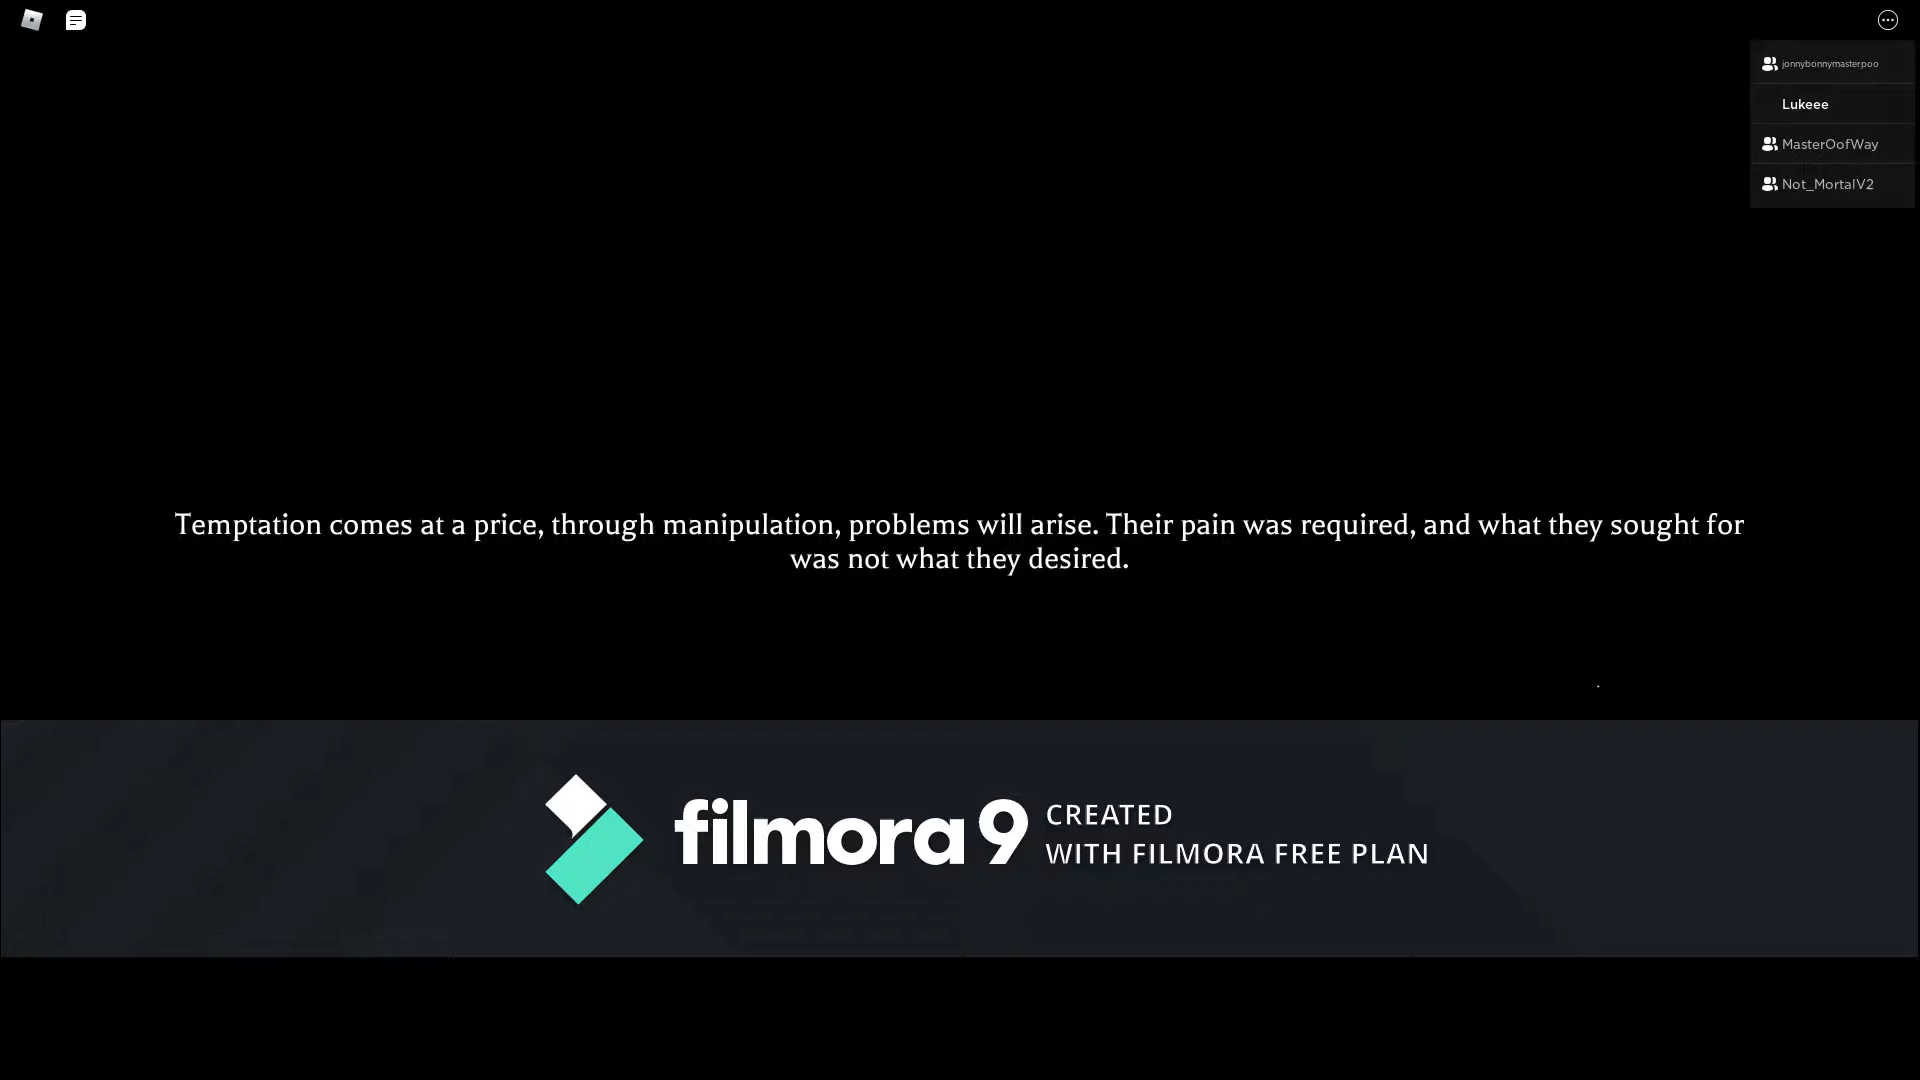 jonnybonnymasterpoo
Lukeee
MasterOofWay
Not_MortalV2
Temptation comes at a price, through manipulation, problems will arise. Their pain was required, and what they sought for
was not what they desired.
filmora 9
CREATED
WITH FILMORA FREE PLAN